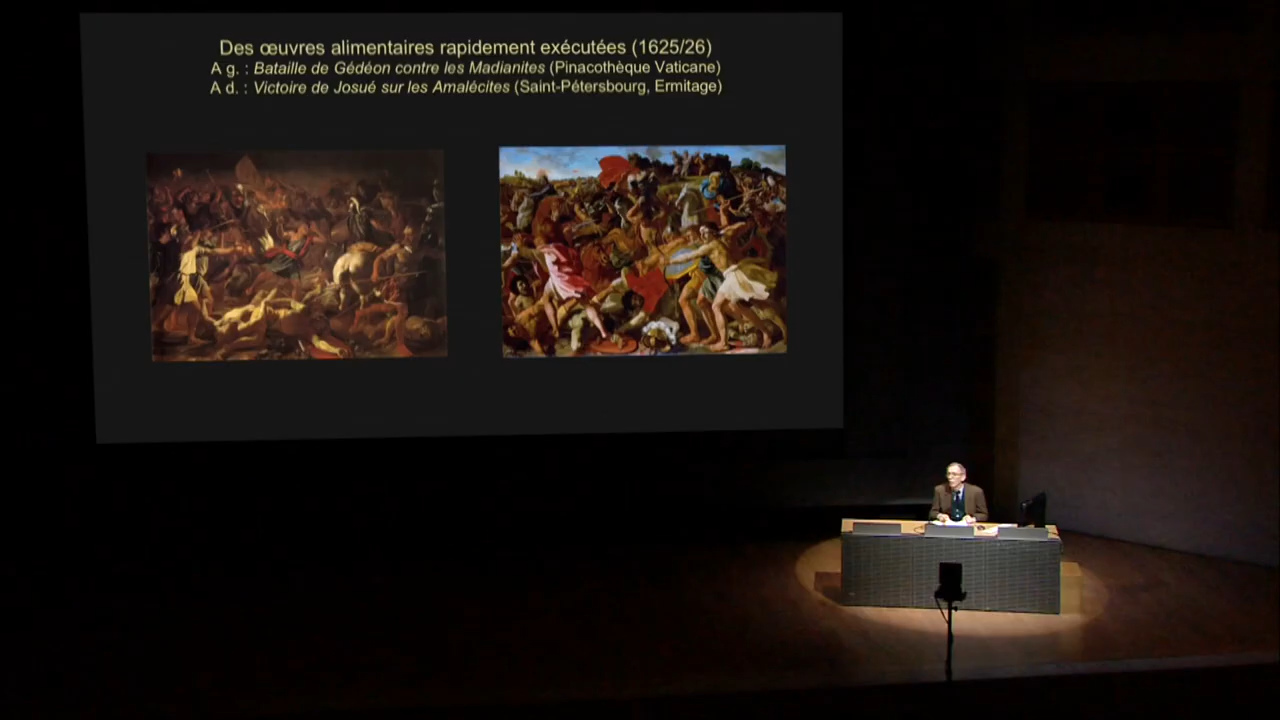 Des œuvres alimentaires rapidement exécutées (1625/26)
A g. : Bataille de Gédéon contre les Madianites (Pinacothèque Vaticane)
A d. : Victoire de Josué sur les Amalécites (Saint-Pétersbourg, Ermitage)